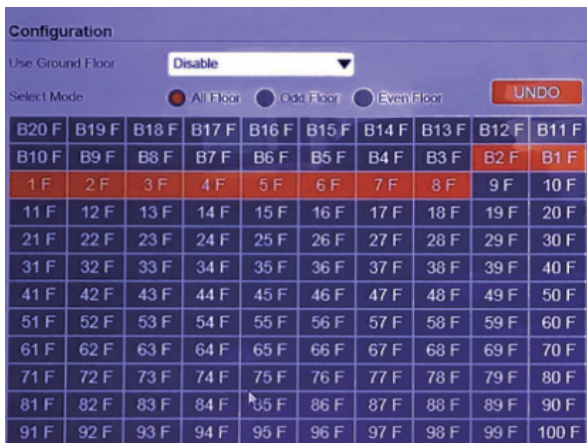 Configuration
Use Ground Floor Disable
Select Mode All Floor Odd Floor Even Floor UNDO
B20 F B19 F B18 F B17 F B16 F B15 F B14 F B13 F B12 F B11 F
B10 F B9 F B8 F B7 F B6 F B5 F B4 F B3 F B2 F B1 F
1 F 2 F 3 F 4 F 5 F 6 F 7 F 8 F 9 F 10 F
11 F 12 F 13 F 14 F 15 F 16 F 17 F 18 F 19 F 20 F
21 F 22 F 23 F 24 F 25 F 26 F 27 F 28 F 29 F 30 F
31 F 32 F 33 F 34 F 35 F 36 F 37 F 38 F 39 F 40 F
41 F 42 F 43 F 44 F 45 F 46 F 47 F 48 F 49 F 50 F
51 F 52 F 53 F 54 F 55 F 56 F 57 F 58 F 59 F 60 F
61 F 62 F 63 F 64 F 65 F 66 F 67 F 68 F 69 F 70 F
71 F 72 F 73 F 74 F 75 F 76 F 77 F 78 F 79 F 80 F
81 F 82 F 83 F 84 F 85 F 86 F 87 F 88 F 89 F 90 F
91 F 92 F 93 F 94 F 95 F 96 F 97 F 98 F 99 F 100 F